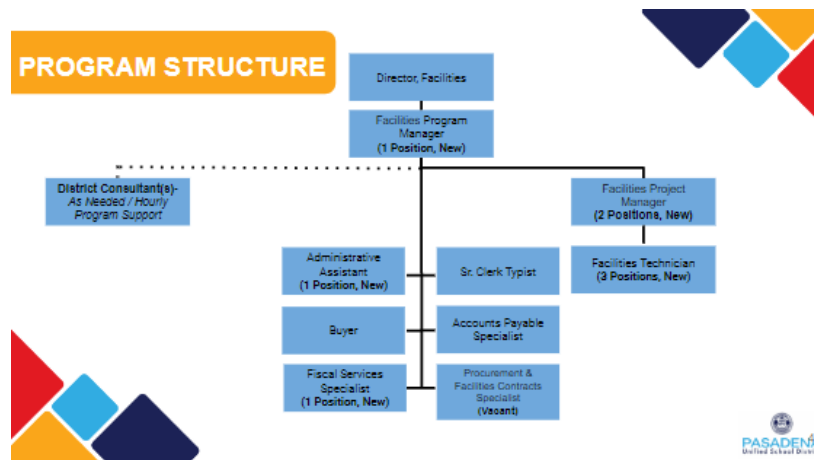 PROGRAM STRUCTURE
Director, Facilities
Facilities Program
Manager
(1 Position, New)
District Consultant(s)-
As Needed / Hourly
Program Support
Facilities Project
Manager
(2 Positions, New)
Administrative
Assistant
(1 Position, New)
Sr. Clerk Typist
Facilities Technician
(3 Positions, New)
Buyer
Accounts Payable
Specialist
Fiscal Services
Specialist
(1 Position, New)
Procurement &
Facilities Contracts
Specialist
(Vacant)
PASADENA
Unified School Distri